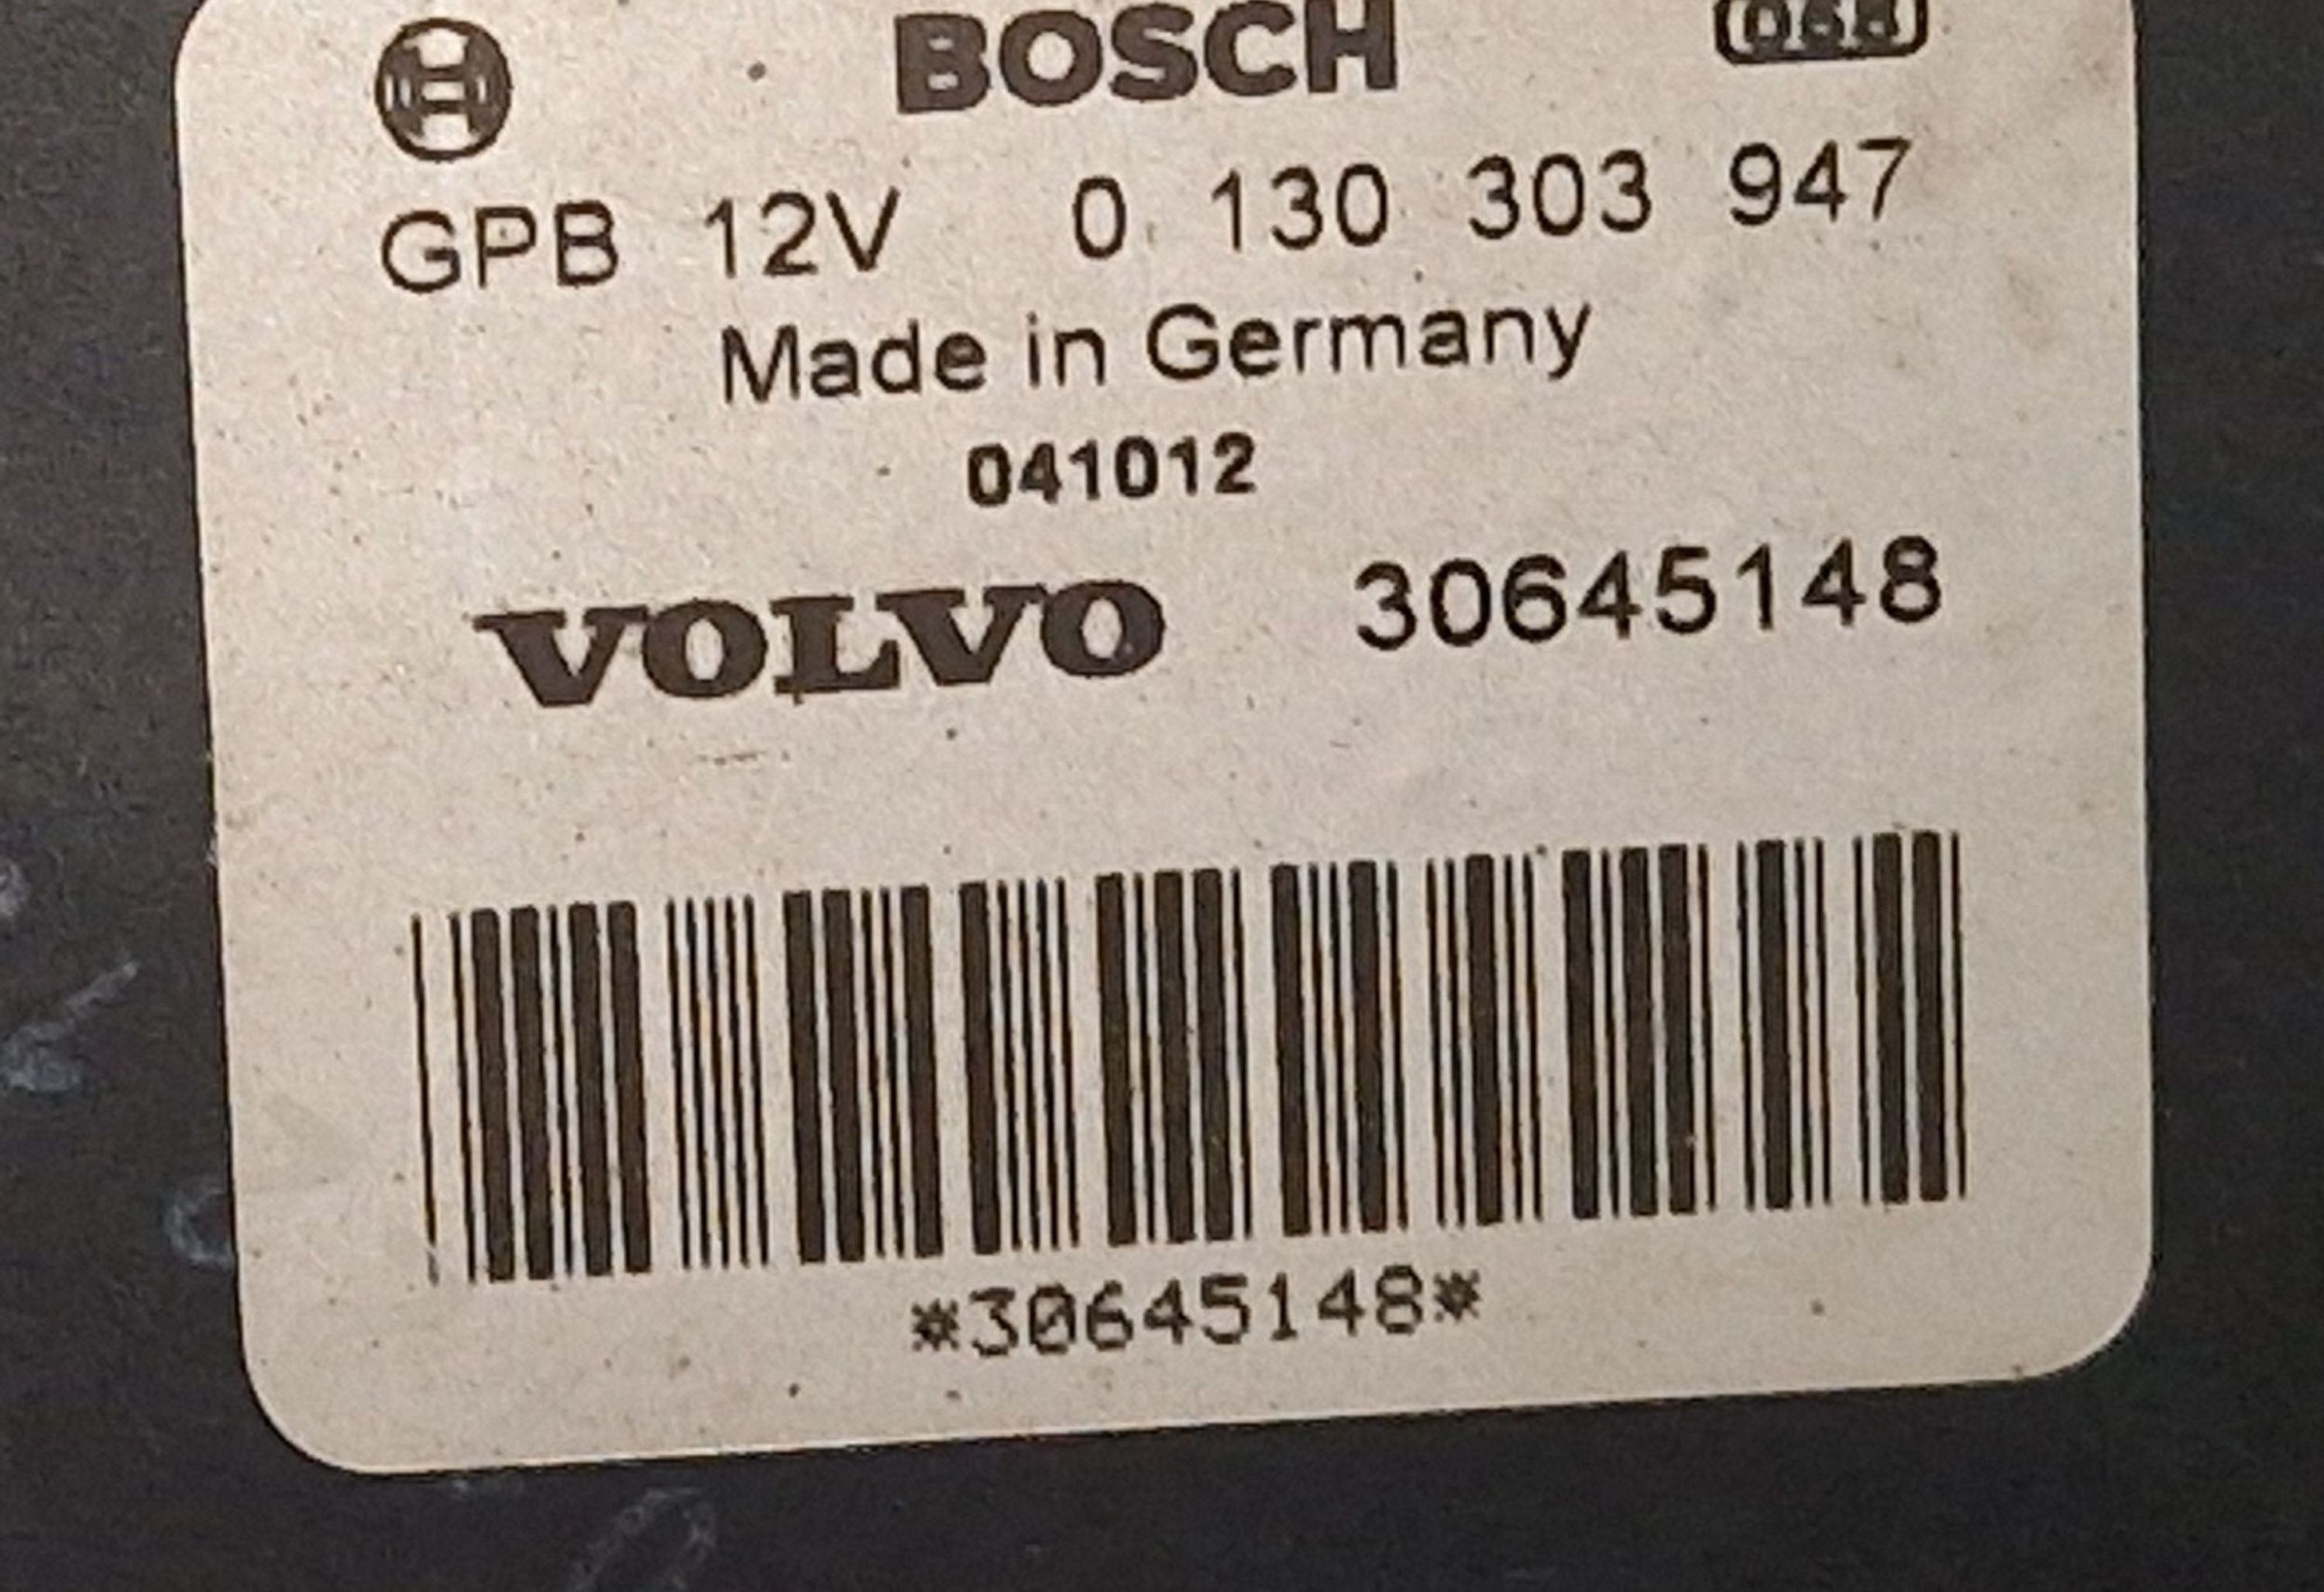 BOSCH
GPB 12V 0 130 303 947
Made in Germany
041012
VOLVO 30645148
*30645148*